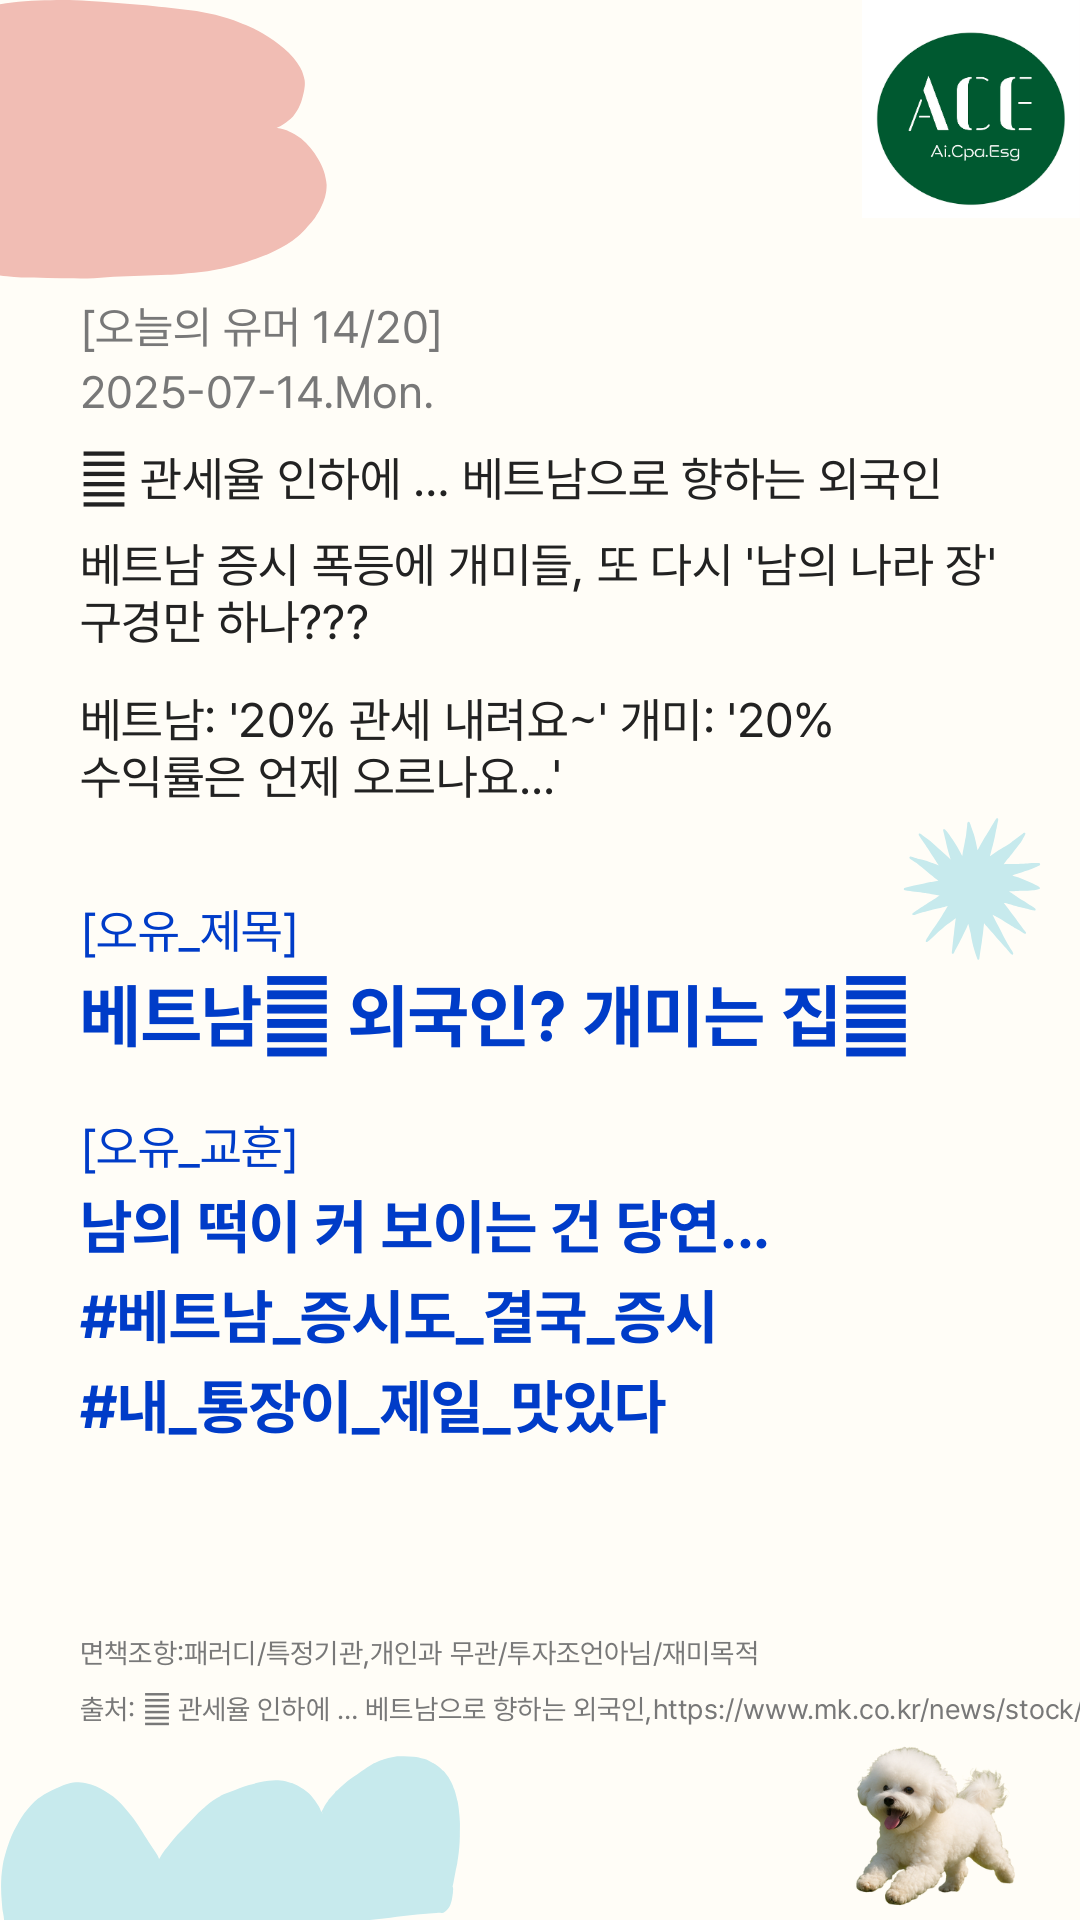 ACE
Ai.Cpa.Esg
[오늘의 유머 14/20]
2025-07-14.Mon.
관세율 인하에 ... 베트남으로 향하는 외국인
베트남 증시 폭등에 개미들, 또 다시 '남의 나라 장'
구경만 하나???
베트남: '20% 관세 내려요~' 개미: '20%
수익률은 언제 오르나요...'
[오유_제목]
베트남 외국인? 개미는 집
[오유_교훈]
남의 떡이 커 보이는 건 당연...
#베트남_증시도_결국_증시
#내_통장이_제일_맛있다
면책조항:패러디/특정기관,개인과 무관/투자조언아님/재미목적
출처: 관세율 인하에 ... 베트남으로 향하는 외국인,https://www.mk.co.kr/news/stock/